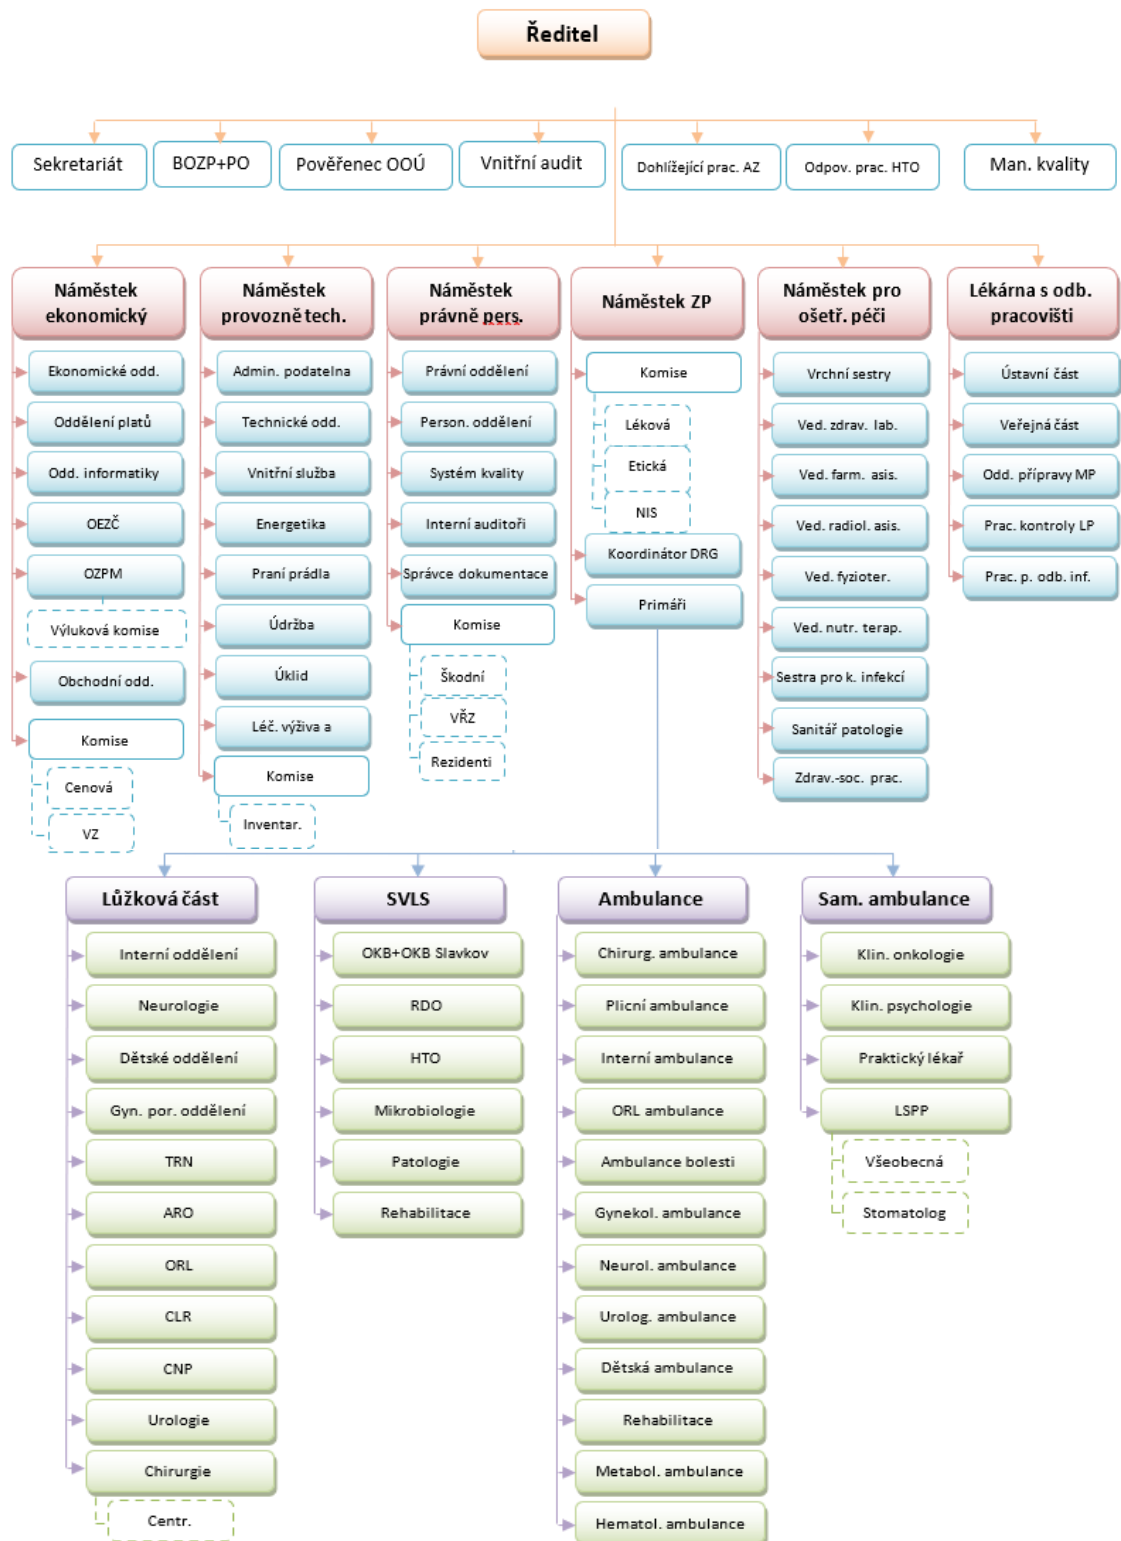 Ředitel
Sekretariát
BOZP+PO
Pověřenec OOÚ
Vnitřní audit
Dohlížející prac. AZ
Odpov. prac. HTO
Man. kvality
Náměstek
ekonomický
Ekonomické odd.
Oddělení platů
Odd. informatiky
OEZČ
OZPM
Výluková komise
Obchodní odd.
Komise
Cenová
VZ
Náměstek
provozně tech.
Admin. podatelna
Technické odd.
Vnitřní služba
Energetika
Praní prádla
Údržba
Úklid
Léč. výživa a
Komise
Inventar.
Náměstek
právně pers.
Právní oddělení
Person. oddělení
Systém kvality
Interní auditoři
Správce dokumentace
Komise
Škodní
VŘZ
Rezidenti
Náměstek ZP
Komise
Léková
Etická
NIS
Koordinátor DRG
Primáři
Náměstek pro
ošetř. péči
Vrchní sestry
Ved. zdrav. lab.
Ved. farm. asis.
Ved. radiol. asis.
Ved. fyzioter.
Ved. nutr. terap.
Sestra pro k. infekcí
Sanitář patologie
Zdrav.-soc. prac.
Lékárna s odb.
pracovišti
Ústavní část
Veřejná část
Odd. přípravy MP
Prac. kontroly LP
Prac. p. odb. inf.
Lůžková část
Interní oddělení
Neurologie
Dětské oddělení
Gyn. por. oddělení
TRN
ARO
ORL
CLR
CNP
Urologie
Chirurgie
Centr.
SVLS
OKB+OKB Slavkov
RDO
HTO
Mikrobiologie
Patologie
Rehabilitace
Ambulance
Chirurg. ambulance
Plicní ambulance
Interní ambulance
ORL ambulance
Ambulance bolesti
Gynekol. ambulance
Neurol. ambulance
Urolog. ambulance
Dětská ambulance
Rehabilitace
Metabol. ambulance
Hematol. ambulance
Sam. ambulance
Klin. onkologie
Klin. psychologie
Praktický lékař
LSPP
Všeobecná
Stomatolog